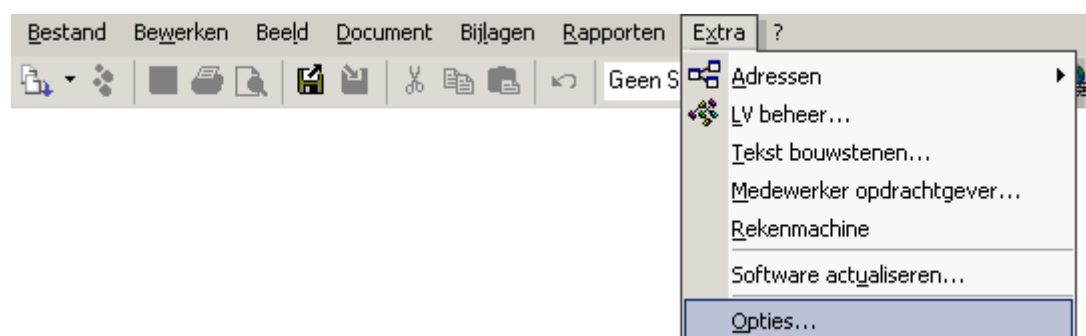 Bestand Bewerken Beeld Document Bijlagen Rapporten Extra ?
Geen S
Adressen
LV beheer...
Tekst bouwstenen...
Medewerker opdrachtgever...
Rekenmachine
Software actualiseren...
Opties...